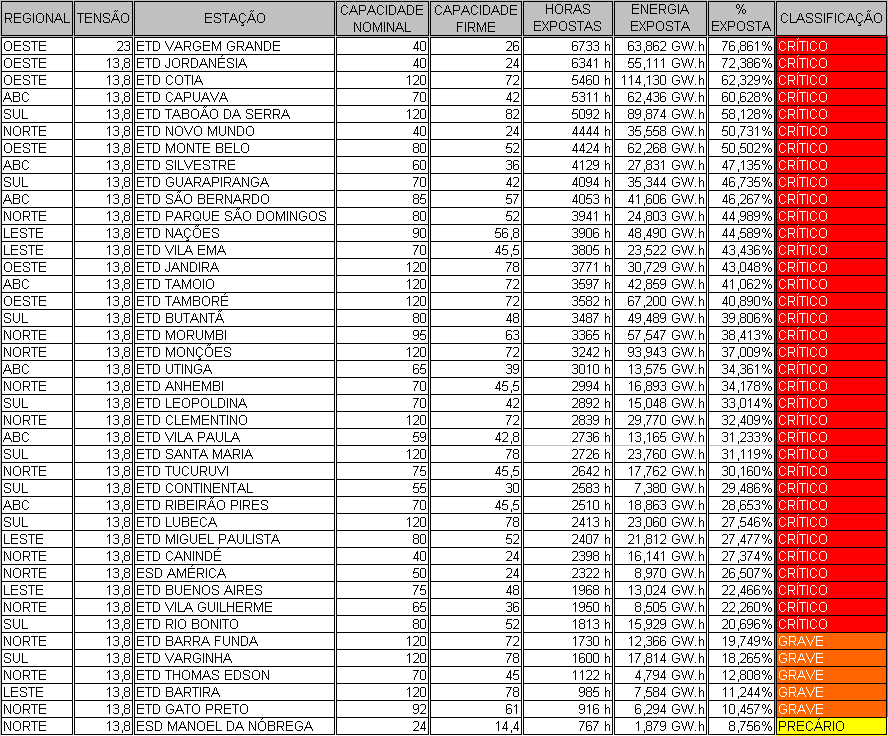 REGIONAL TENSÃO ESTAÇÃO CAPACIDADE NOMINAL CAPACIDADE FIRME HORAS EXPOSTAS ENERGIA EXPOSTA % EXPOSTA CLASSIFICAÇÃO
OESTE 23 ETD VARGEM GRANDE 40 26 6733 h 63,862 GW.h 76,861% CRÍTICO
OESTE 13,8 ETD JORDANÉSIA 40 24 6341 h 55,111 GW.h 72,386% CRÍTICO
OESTE 13,8 ETD COTIA 120 72 5460 h 114,130 GW.h 62,329% CRÍTICO
ABC 13,8 ETD CAPUAVA 70 42 5311 h 62,436 GW.h 60,628% CRÍTICO
SUL 13,8 ETD TABOÃO DA SERRA 120 82 5092 h 89,874 GW.h 58,128% CRÍTICO
NORTE 13,8 ETD NOVO MUNDO 40 24 4444 h 35,558 GW.h 50,731% CRÍTICO
OESTE 13,8 ETD MONTE BELO 80 52 4424 h 62,268 GW.h 50,502% CRÍTICO
ABC 13,8 ETD SILVESTRE 60 36 4129 h 27,831 GW.h 47,135% CRÍTICO
SUL 13,8 ETD GUARAPIRANGA 70 42 4094 h 35,344 GW.h 46,735% CRÍTICO
ABC 13,8 ETD SÃO BERNARDO 85 57 4053 h 41,606 GW.h 46,267% CRÍTICO
NORTE 13,8 ETD PARQUE SÃO DOMINGOS 80 52 3941 h 24,803 GW.h 44,989% CRÍTICO
LESTE 13,8 ETD NAÇÕES 90 56,8 3906 h 48,490 GW.h 44,589% CRÍTICO
LESTE 13,8 ETD VILA EMA 70 45,5 3805 h 23,522 GW.h 43,436% CRÍTICO
OESTE 13,8 ETD JANDIRA 120 78 3771 h 30,729 GW.h 43,048% CRÍTICO
ABC 13,8 ETD TAMOIO 120 72 3597 h 42,859 GW.h 41,062% CRÍTICO
OESTE 13,8 ETD TAMBORÉ 120 72 3582 h 67,200 GW.h 40,890% CRÍTICO
SUL 13,8 ETD BUTANTÃ 80 48 3487 h 49,489 GW.h 39,806% CRÍTICO
NORTE 13,8 ETD MORUMBI 95 63 3365 h 57,547 GW.h 38,413% CRÍTICO
NORTE 13,8 ETD MONÇÕES 120 72 3242 h 93,943 GW.h 37,009% CRÍTICO
ABC 13,8 ETD UTINGA 65 39 3010 h 13,575 GW.h 34,361% CRÍTICO
NORTE 13,8 ETD ANHEMBI 70 45,5 2994 h 16,893 GW.h 34,178% CRÍTICO
SUL 13,8 ETD LEOPOLDINA 70 42 2892 h 15,048 GW.h 33,014% CRÍTICO
NORTE 13,8 ETD CLEMENTINO 120 72 2839 h 29,770 GW.h 32,409% CRÍTICO
ABC 13,8 ETD VILA PAULA 59 42,8 2736 h 13,165 GW.h 31,233% CRÍTICO
SUL 13,8 ETD SANTA MARIA 120 78 2726 h 23,760 GW.h 31,119% CRÍTICO
NORTE 13,8 ETD TUCURUVI 75 45,5 2642 h 17,762 GW.h 30,160% CRÍTICO
SUL 13,8 ETD CONTINENTAL 55 30 2583 h 7,380 GW.h 29,486% CRÍTICO
ABC 13,8 ETD RIBEIRÃO PIRES 70 45,5 2510 h 18,863 GW.h 28,653% CRÍTICO
SUL 13,8 ETD LUBECA 120 78 2413 h 23,060 GW.h 27,546% CRÍTICO
LESTE 13,8 ETD MIGUEL PAULISTA 80 52 2407 h 21,812 GW.h 27,477% CRÍTICO
NORTE 13,8 ETD CANINDÉ 40 24 2398 h 16,141 GW.h 27,374% CRÍTICO
NORTE 13,8 ESD AMÉRICA 50 24 2322 h 8,970 GW.h 26,507% CRÍTICO
LESTE 13,8 ETD BUENOS AIRES 75 48 1968 h 13,024 GW.h 22,466% CRÍTICO
NORTE 13,8 ETD VILA GUILHERME 65 36 1950 h 8,505 GW.h 22,260% CRÍTICO
SUL 13,8 ETD RIO BONITO 80 52 1813 h 15,929 GW.h 20,696% CRÍTICO
NORTE 13,8 ETD BARRA FUNDA 120 72 1730 h 12,366 GW.h 19,749% GRAVE
SUL 13,8 ETD VARGINHA 120 78 1600 h 17,814 GW.h 18,265% GRAVE
NORTE 13,8 ETD THOMAS EDSON 70 45 1122 h 4,794 GW.h 12,808% GRAVE
LESTE 13,8 ETD BARTIRA 120 78 985 h 7,584 GW.h 11,244% GRAVE
NORTE 13,8 ETD GATO PRETO 92 61 916 h 6,294 GW.h 10,457% GRAVE
NORTE 13,8 ESD MANOEL DA NÓBREGA 24 14,4 767 h 1,879 GW.h 8,756% PRECÁRIO